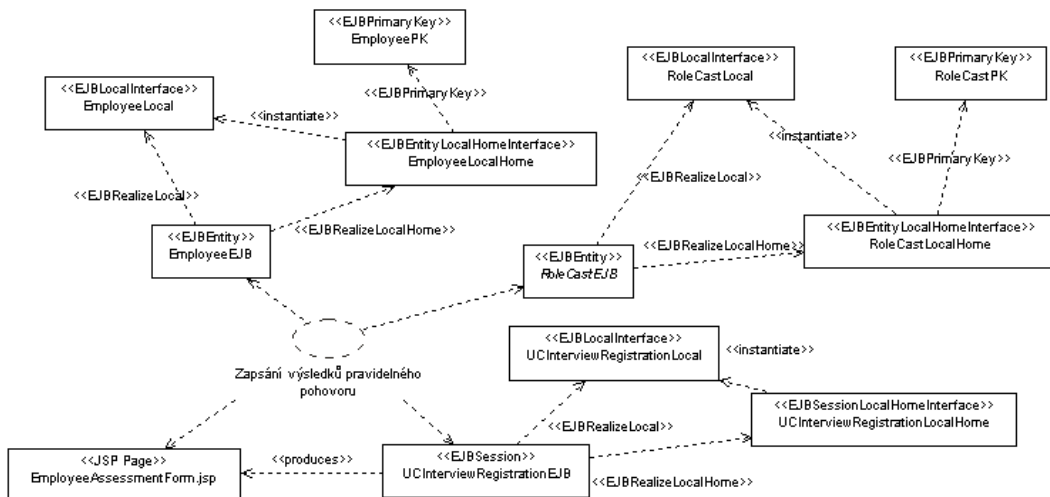 <<EJBPrimaryKey>>
EmployeePK
<<EJBLocalInterface>>
RoleCastLocal
<<EJBPrimaryKey>>
RoleCastPK
<<EJBLocalInterface>>
EmployeeLocal
<<EJBPrimaryKey>>
<<instantiate>>
<<instantiate>>
<<EJBEntityLocalHomeInterface>>
EmployeeLocalHome
<<EJBPrimaryKey>>
<<EJBRealizeLocal>>
<<EJBRealizeLocal>>
<<EJBEntityLocalHomeInterface>>
RoleCastLocalHome
<<EJBRealizeLocalHome>>
<<EJBEntity>>
EmployeeEJB
<<EJBRealizeLocalHome>>
<<EJBEntity>>
RoleCastEJB
<<EJBLocalInterface>>
UCInterviewRegistrationLocal
<<instantiate>>
Zapsání výsledků pravidelného
pohovoru
<<EJBSessionLocalHomeInterface>>
UCInterviewRegistrationLocalHome
<<EJBRealizeLocal>>
<<JSP Page>>
EmployeeAssessmentForm.jsp
<<produces>>
<<EJBSession>>
UCInterviewRegistrationEJB
<<EJBRealizeLocalHome>>